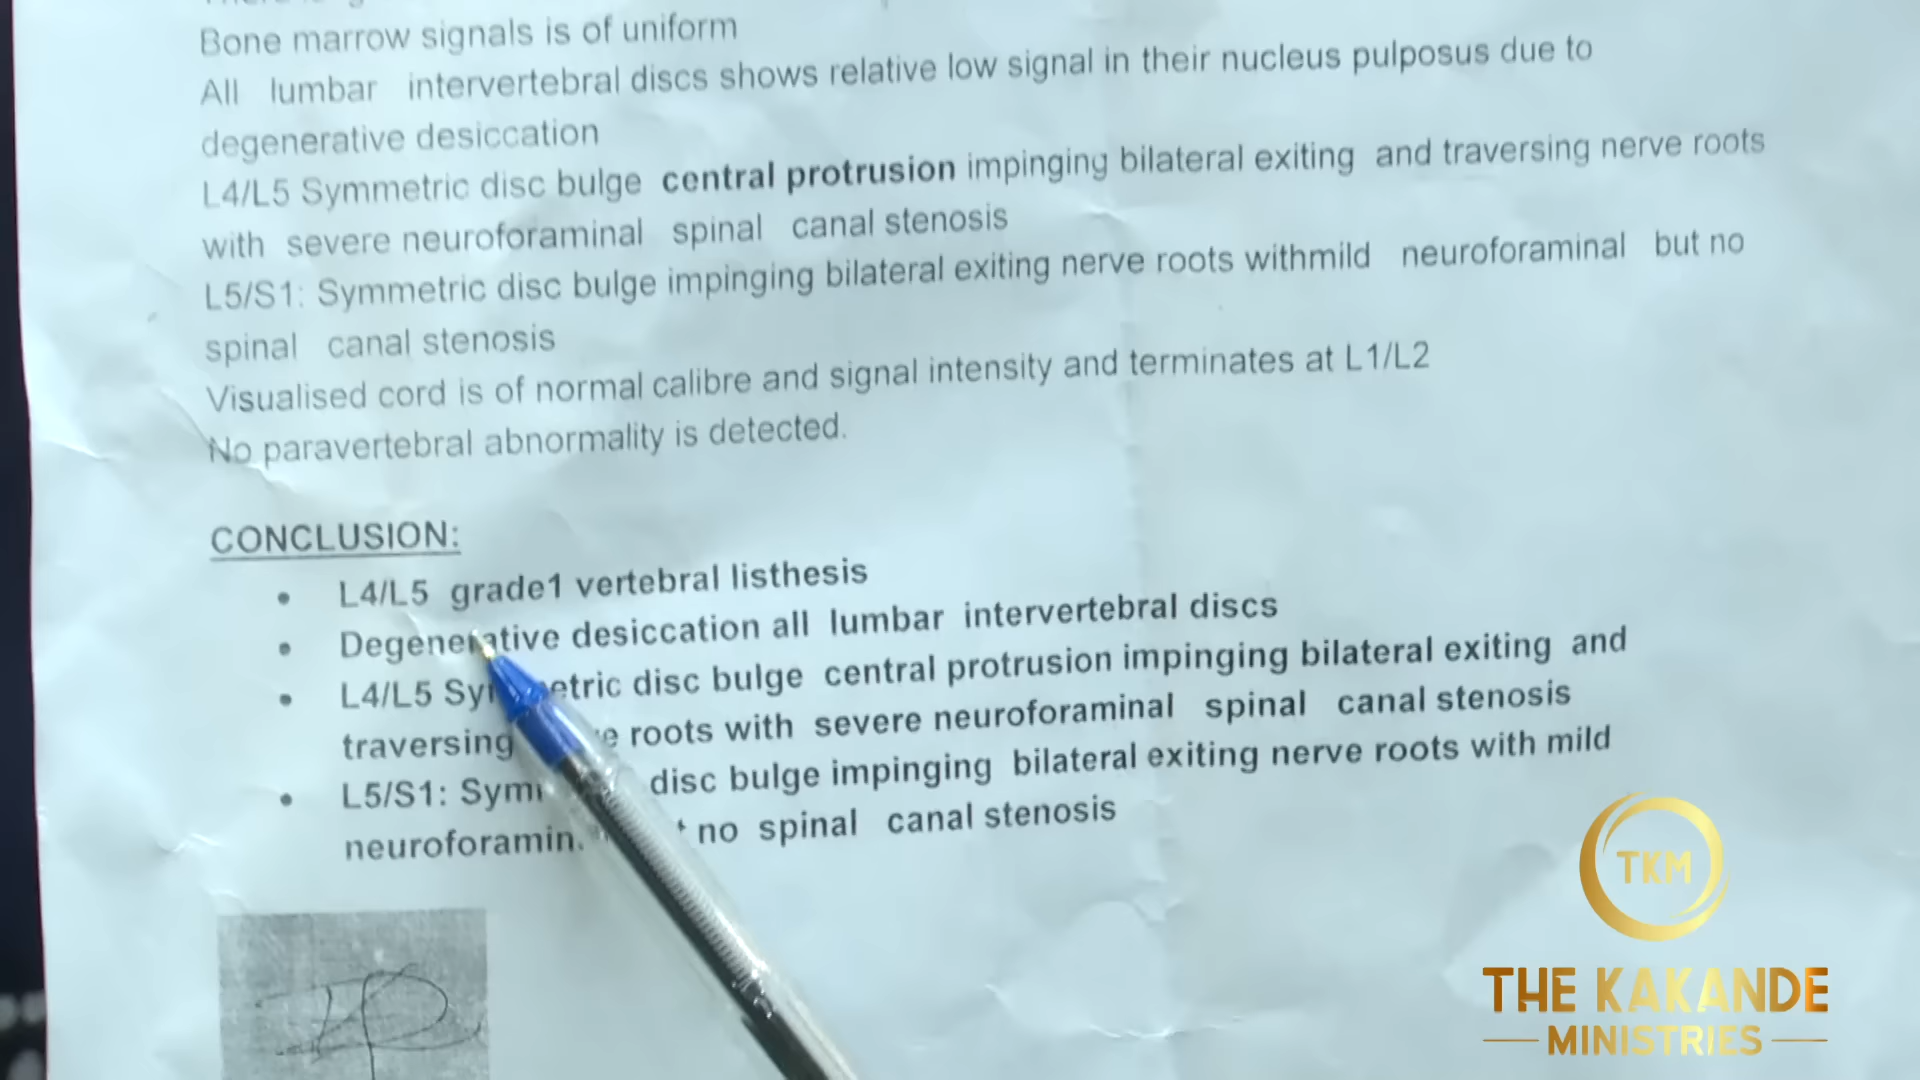 Bone marrow signals is of uniform
All lumbar intervertebral discs shows relative low signal in their nucleus pulposus due to
degenerative desiccation
L4/L5 Symmetric disc bulge central protrusion impinging bilateral exiting and traversing nerve roots
with severe neuroforaminal spinal canal stenosis
L5/S1: Symmetric disc bulge impinging bilateral exiting nerve roots withmild neuroforaminal but no
spinal canal stenosis
Visualised cord is of normal calibre and signal intensity and terminates at L1/L2
No paravertebral abnormality is detected.
CONCLUSION:
• L4/L5 grade1 vertebral listhesis
• Degenerative desiccation all lumbar intervertebral discs
• L4/L5 Symmetric disc bulge central protrusion impinging bilateral exiting and
traversing roots with severe neuroforaminal spinal canal stenosis
• L5/S1: disc bulge impinging bilateral exiting nerve roots with mild
no spinal canal stenosis
TKM
THE KAKANDE
MINISTRIES